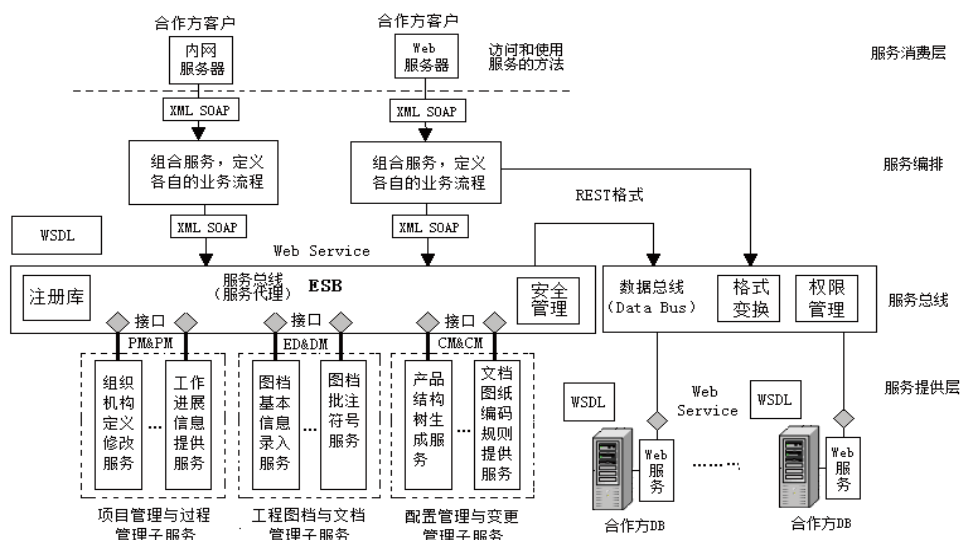 合作方客户
合作方客户
内网
服务器
Web
服务器
访问和使用
服务的方法
服务消费层
XML SOAP
XML SOAP
组合服务，定义
各自的业务流程
组合服务，定义
各自的业务流程
服务编排
REST格式
XML SOAP
XML SOAP
WSDL
Web Service
注册库
服务总线
（服务代理）
ESB
安全
管理
数据总线
(Data Bus)
格式
变换
权限
管理
服务总线
接口
接口
接口
PM&PM
ED&DM
CM&CM
组织
机构
定义
修改
服务
...
工作
进展
信息
提供
服务
图档
基本
信息
录入
服务
...
图档
批注
符号
服务
产品
结构
树生
成服
务
...
文档
图纸
编码
规则
提供
服务
服务提供层
WSDL
Web
Service
WSDL
Web
服
务
......
Web
服
务
合作方DB
合作方DB
项目管理与过程
管理子服务
工程图档与文档
管理子服务
配置管理与变更
管理子服务